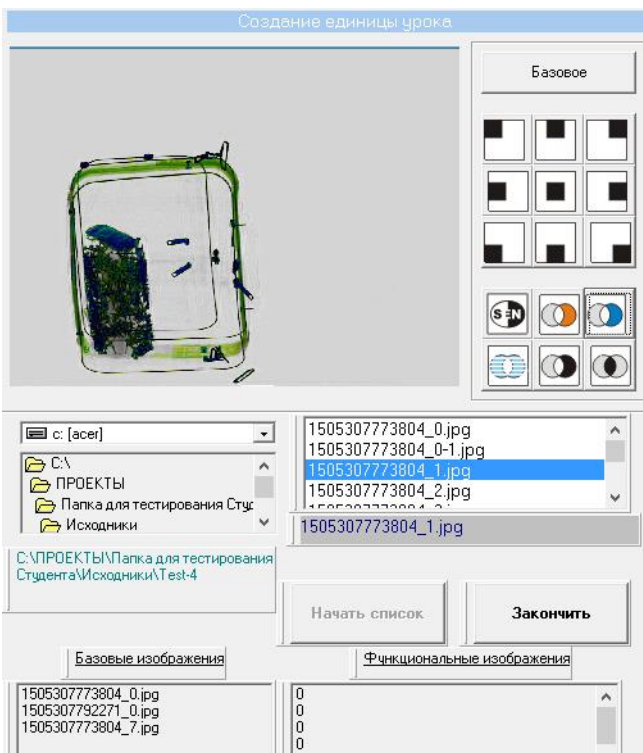 Создание единицы урока
Базовое
SEN
c: [acer]
C:\
ПРОЕКТЫ
Папка для тестирования Студ
Исходники
1505307773804_0.jpg
1505307773804_0-1.jpg
1505307773804_1.jpg
1505307773804_2.jpg
1505307773804_1.jpg
C:\ПРОЕКТЫ\Папка для тестирования
Студента\Исходники\Test-4
Начать список
Закончить
Базовые изображения
Функциональные изображения
1505307773804_0.jpg
1505307792271_0.jpg
1505307773804_7.jpg
0
0
0
0